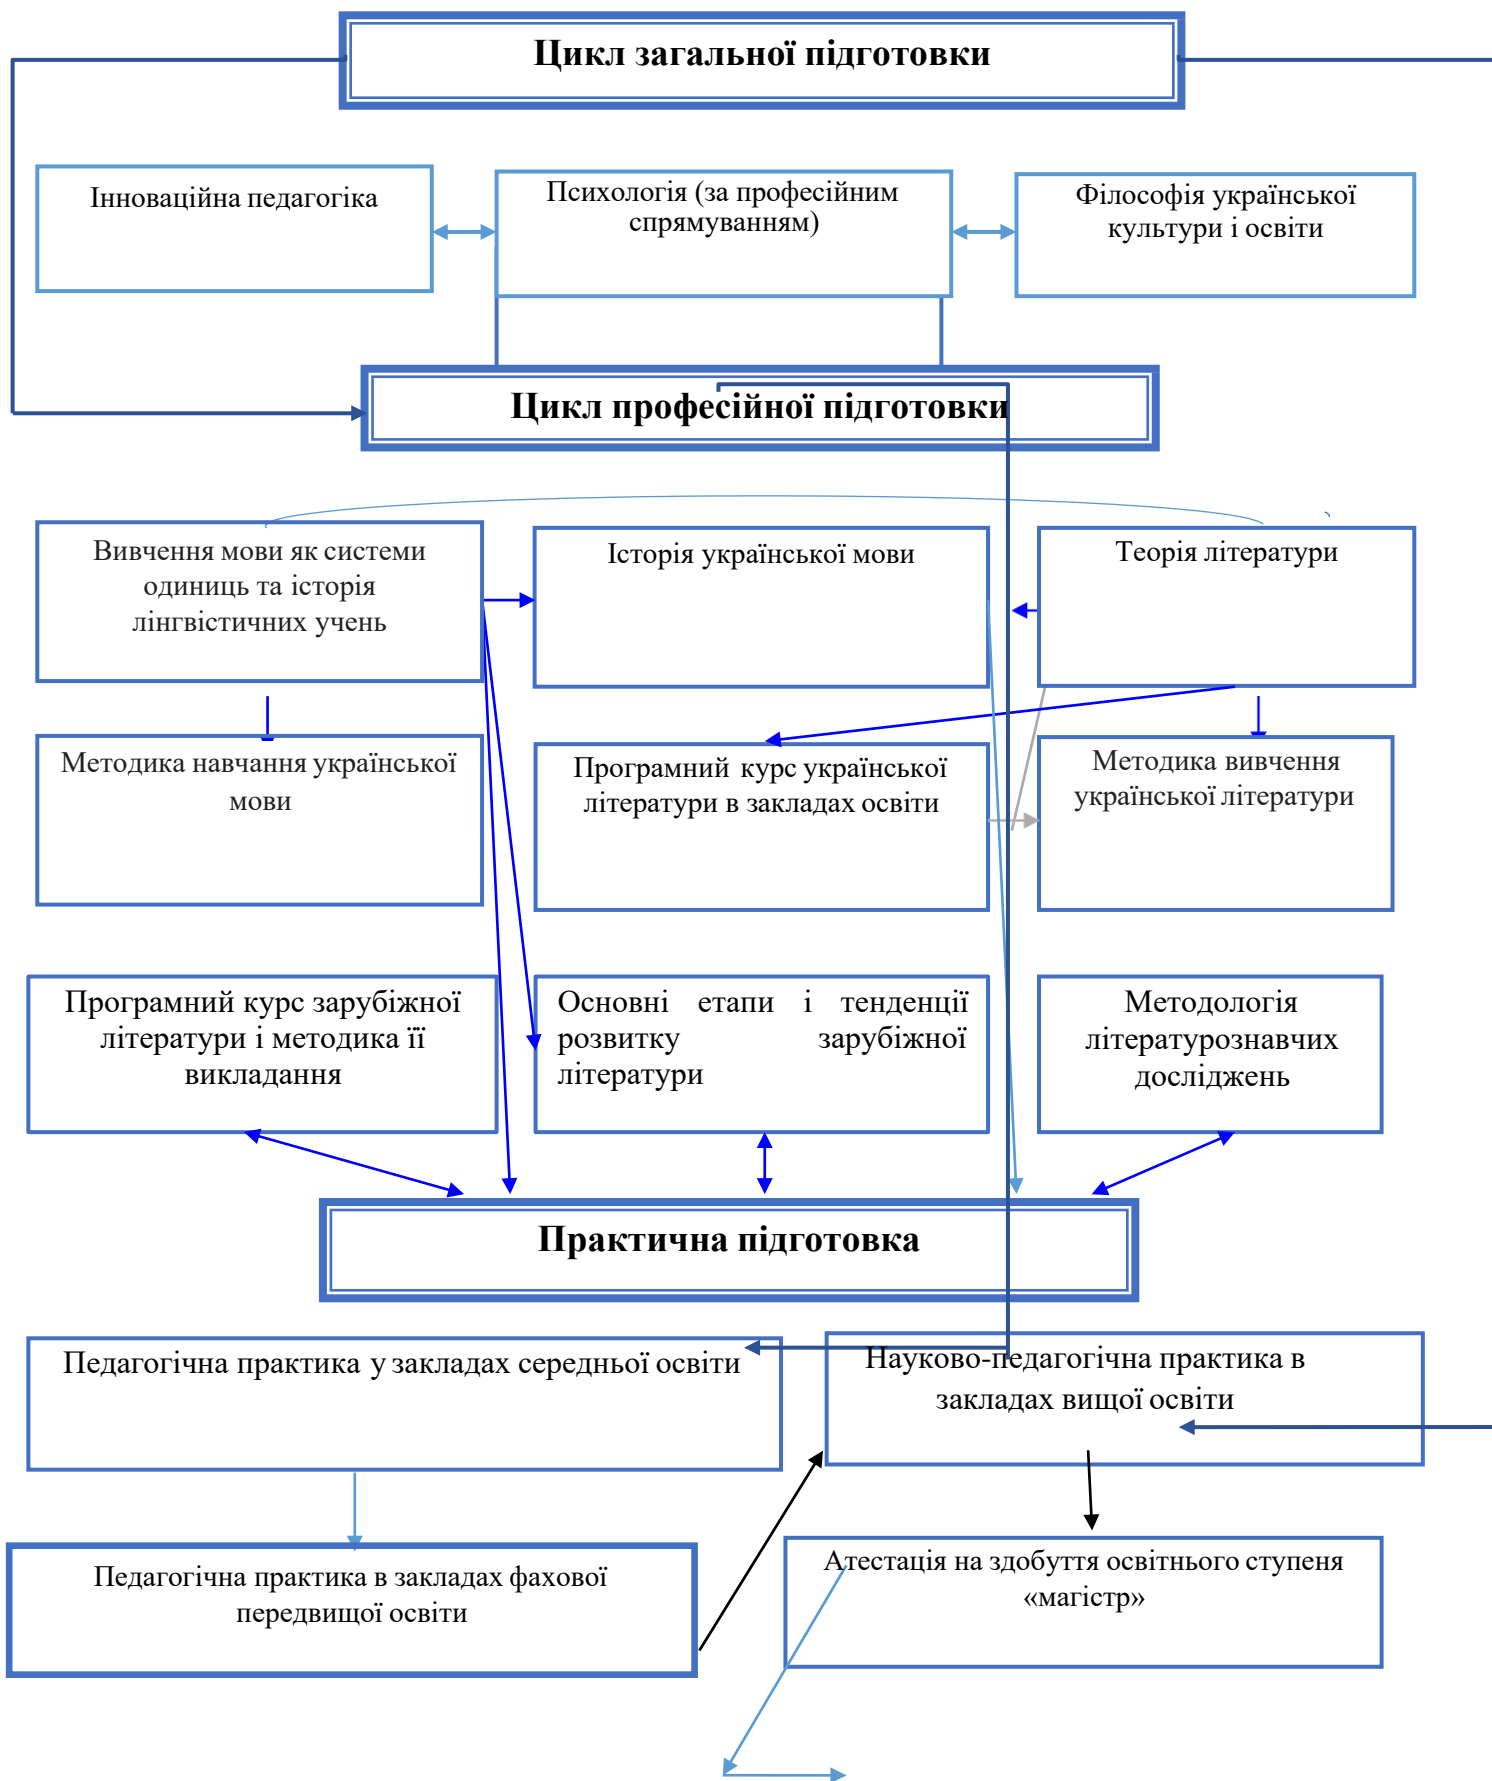 Цикл загальної підготовки
Інноваційна педагогіка
Психологія (за професійним
спрямуванням)
Філософія української
культури і освіти
Цикл професійної підготовки
Вивчення мови як системи
одиниць та історія
лінгвістичних учень
Історія української мови
Теорія літератури
Методика навчання української
мови
Програмний курс української
літератури в закладах освіти
Методика вивчення
української літератури
Програмний курс зарубіжної
літератури і методика її
викладання
Основні етапи і тенденції
розвитку зарубіжної
літератури
Методологія
літературознавчих
досліджень
Практична підготовка
Педагогічна практика у закладах середньої освіти
Науково-педагогічна практика в
закладах вищої освіти
Педагогічна практика в закладах фахової
передвищої освіти
Атестація на здобуття освітнього ступеня
«магістр»